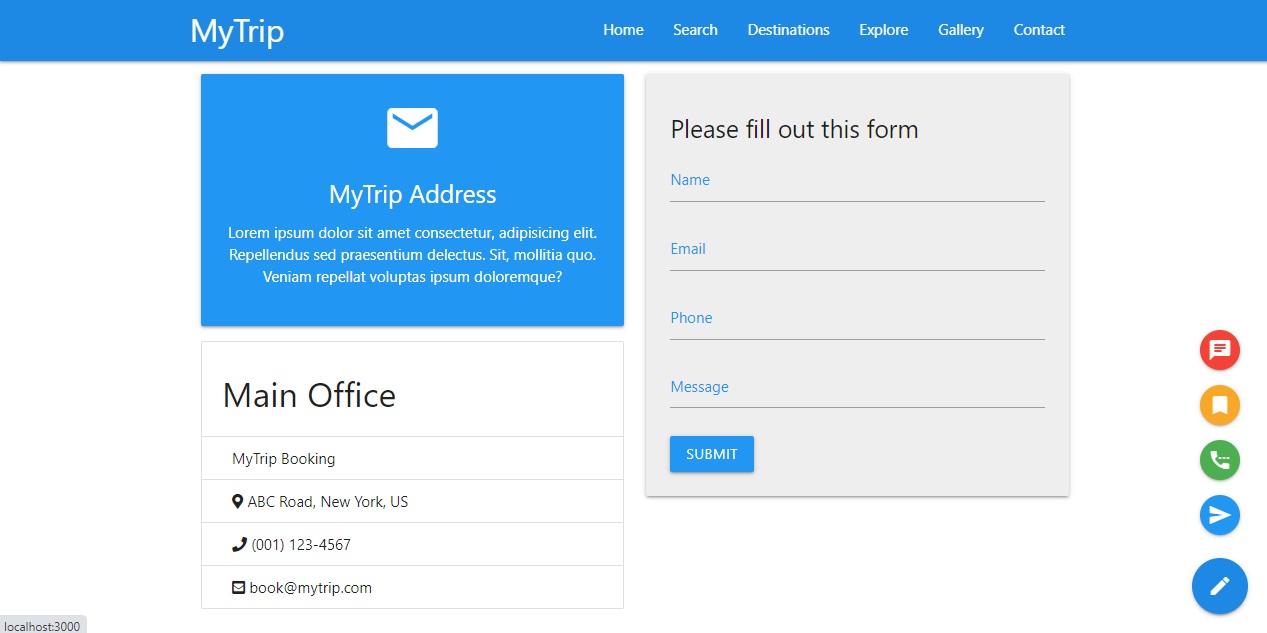 MyTrip
Home
Search
Destinations
Explore
Gallery
Contact
MyTrip Address
Lorem ipsum dolor sit amet consectetur, adipisicing elit.
Repellendus sed praesentium delectus. Sit, mollitia quo.
Veniam repellat voluptas ipsum doloremque?
Main Office
MyTrip Booking
ABC Road, New York, US
(001) 123-4567
book@mytrip.com
Please fill out this form
Name
Email
Phone
Message
SUBMIT
localhost:3000